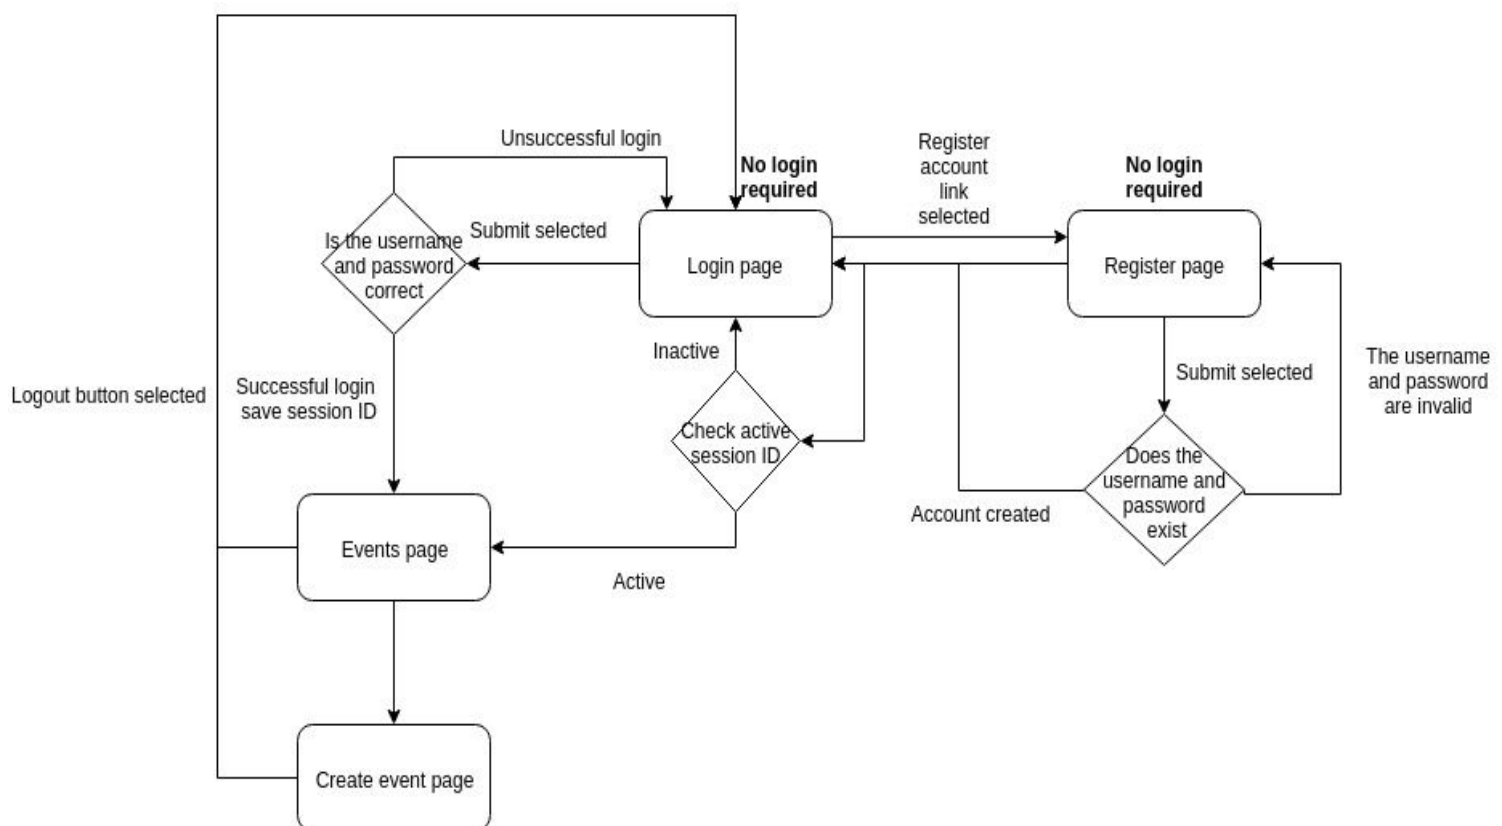 Unsuccessful login
Register
account
link
selected
No login
required
No login
required
Is the username
and password
correct
Submit selected
Login page
Register page
Inactive
Submit selected
The username
and password
are invalid
Logout button selected
Successful login
save session ID
Check active
session ID
Does the
username and
password
exist
Account created
Events page
Active
Create event page